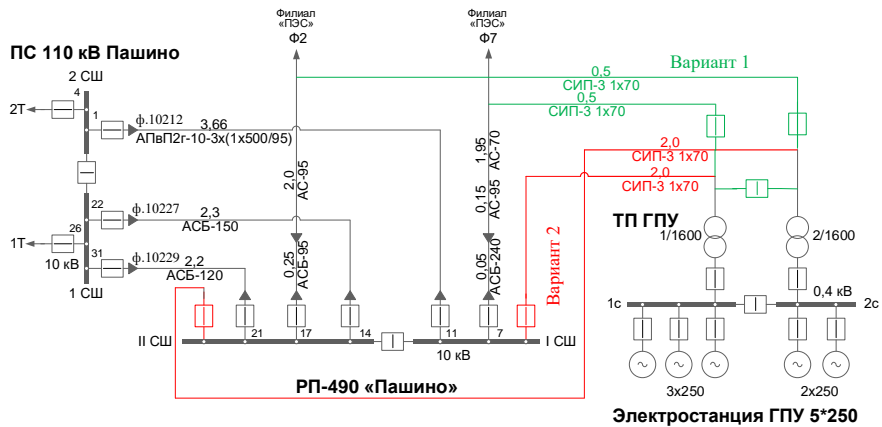 Филиал
«ПЭС»
Ф2
Филиал
«ПЭС»
Ф7
ПС 110 кВ Пашино
2 СШ
4
2Т
1
ф.10212
3,66
АПвП2г-10-3х(1х500/95)
0,5
СИП-3 1х70
Вариант 1
0,5
СИП-3 1х70
2,0
СИП-3 1х70
2,0
СИП-3 1х70
2,0
АС-95
1,95
АС-70
0,15
АС-95
22
ф.10227
2,3
АСБ-150
26
1Т
10 кВ
31
ф.10229
2,2
АСБ-120
1 СШ
0,25
АСБ-95
0,05
АСБ-240
Вариант 2
ТП ГПУ
1/1600
2/1600
1с
0,4 кВ
2с
II СШ
21
17
14
11
7
10 кВ
I СШ
РП-490 «Пашино»
3х250
2х250
Электростанция ГПУ 5*250